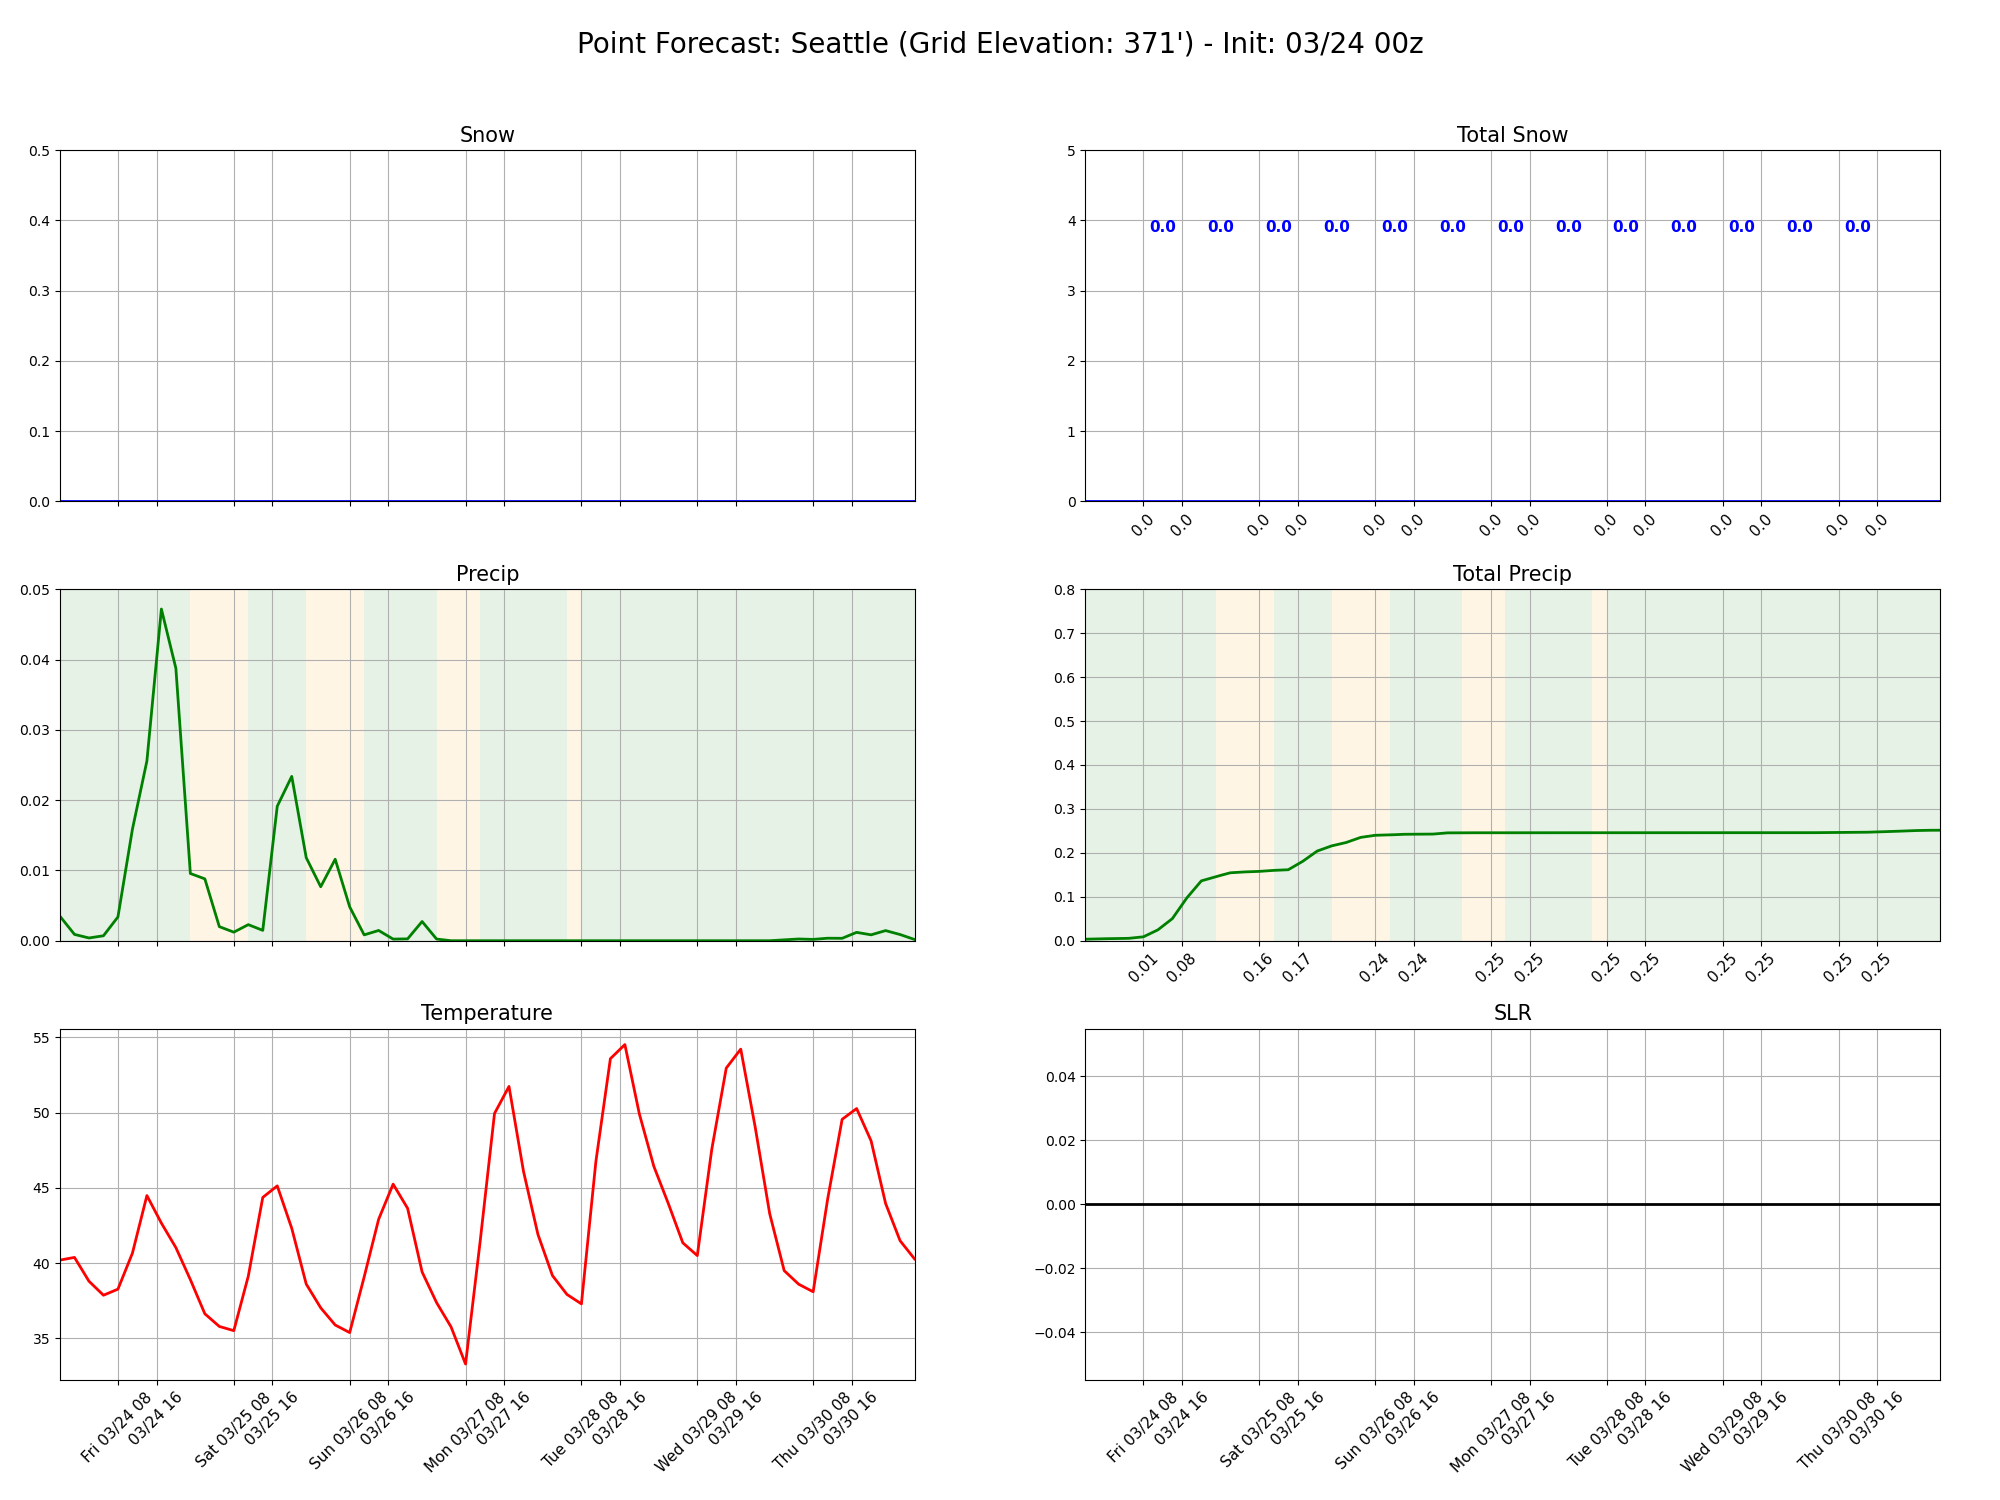 Point Forecast: Seattle (Grid Elevation: 371') - Init: 03/24 00z
Snow
0.5
0.4
0.3
0.2
0.1
0.0
Total Snow
5
4
3
2
1
0
0.0 0.0 0.0 0.0 0.0 0.0 0.0 0.0 0.0 0.0 0.0 0.0 0.0
0.0 0.0 0.0 0.0 0.0 0.0 0.0 0.0 0.0 0.0 0.0 0.0 0.0 0.0
Precip
0.05
0.04
0.03
0.02
0.01
0.00
Total Precip
0.8
0.7
0.6
0.5
0.4
0.3
0.2
0.1
0.0
0.01 0.08 0.16 0.17 0.24 0.24 0.25 0.25 0.25 0.25 0.25 0.25 0.25 0.25
Temperature
55
50
45
40
35
Fri 03/24 08
03/24 16
Sat 03/25 08
03/25 16
Sun 03/26 08
03/26 16
Mon 03/27 08
03/27 16
Tue 03/28 08
03/28 16
Wed 03/29 08
03/29 16
Thu 03/30 08
03/30 16
SLR
0.04
0.02
0.00
−0.02
−0.04
Fri 03/24 08
03/24 16
Sat 03/25 08
03/25 16
Sun 03/26 08
03/26 16
Mon 03/27 08
03/27 16
Tue 03/28 08
03/28 16
Wed 03/29 08
03/29 16
Thu 03/30 08
03/30 16